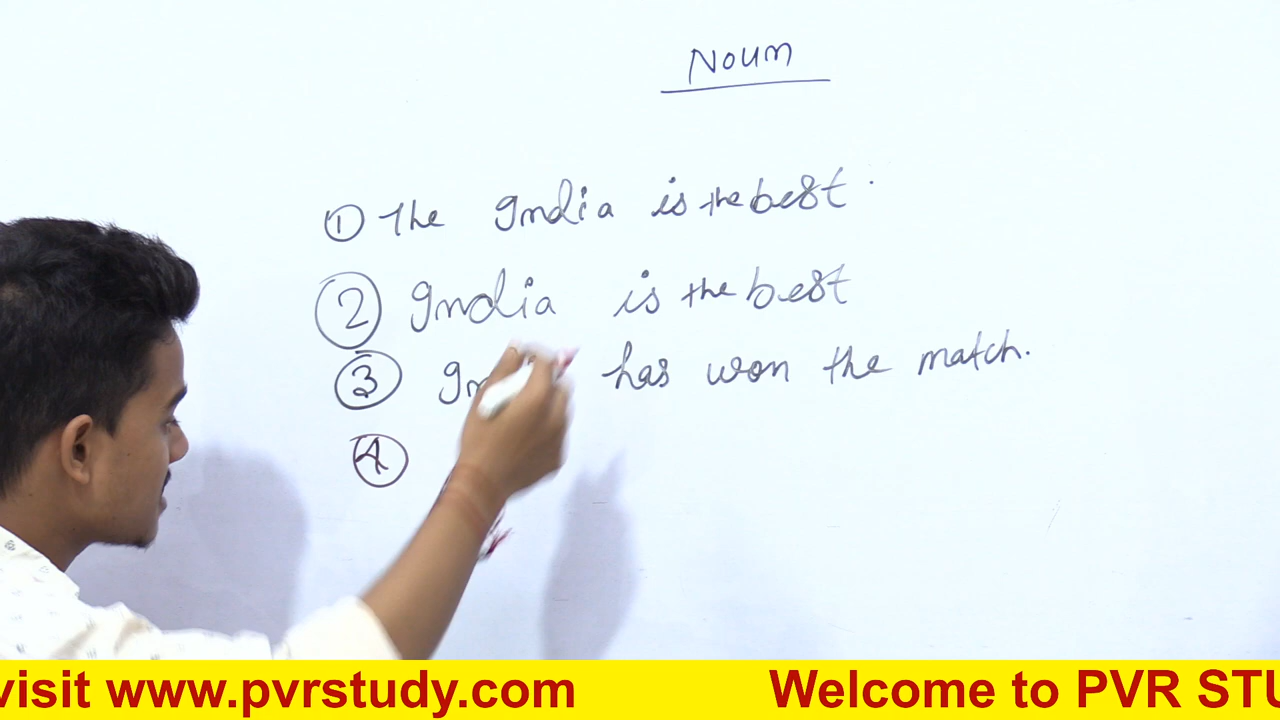 Noun
① The India is the best.
② India is the best
③ has won the match.
④
visit www.pvrstudy.com Welcome to PVR STU